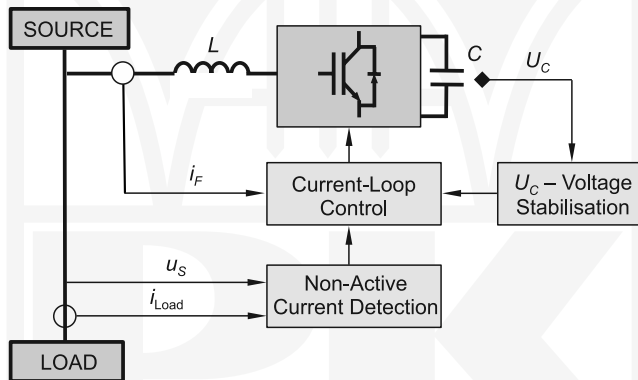 SOURCE
L
C
U_C
i_F
Current-Loop
Control
U_C – Voltage
Stabilisation
u_S
i_Load
Non-Active
Current Detection
LOAD